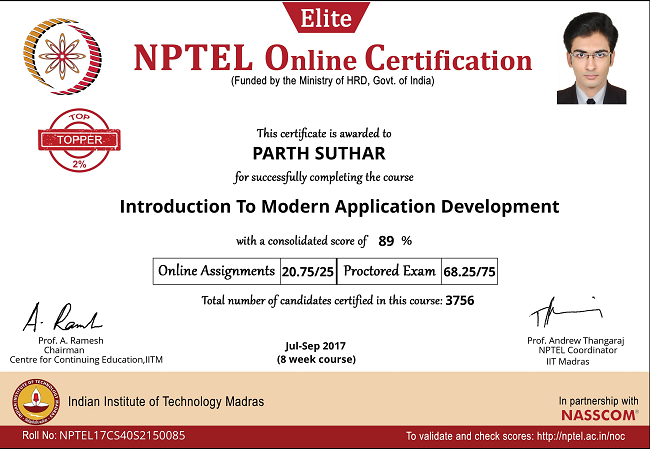 Elite
NPTEL Online Certification
(Funded by the Ministry of HRD, Govt. of India)
TOP
TOPPER
2%
This certificate is awarded to
PARTH SUTHAR
for successfully completing the course
Introduction To Modern Application Development
with a consolidated score of 89 %
Online Assignments 20.75/25 Proctored Exam 68.25/75
Total number of candidates certified in this course: 3756
Prof. A. Ramesh
Chairman
Centre for Continuing Education,IITM
Jul-Sep 2017
(8 week course)
Prof. Andrew Thangaraj
NPTEL Coordinator
IIT Madras
Indian Institute of Technology Madras
In partnership with
NASSCOM®
Roll No: NPTEL17CS40S2150085
To validate and check scores: http://nptel.ac.in/noc